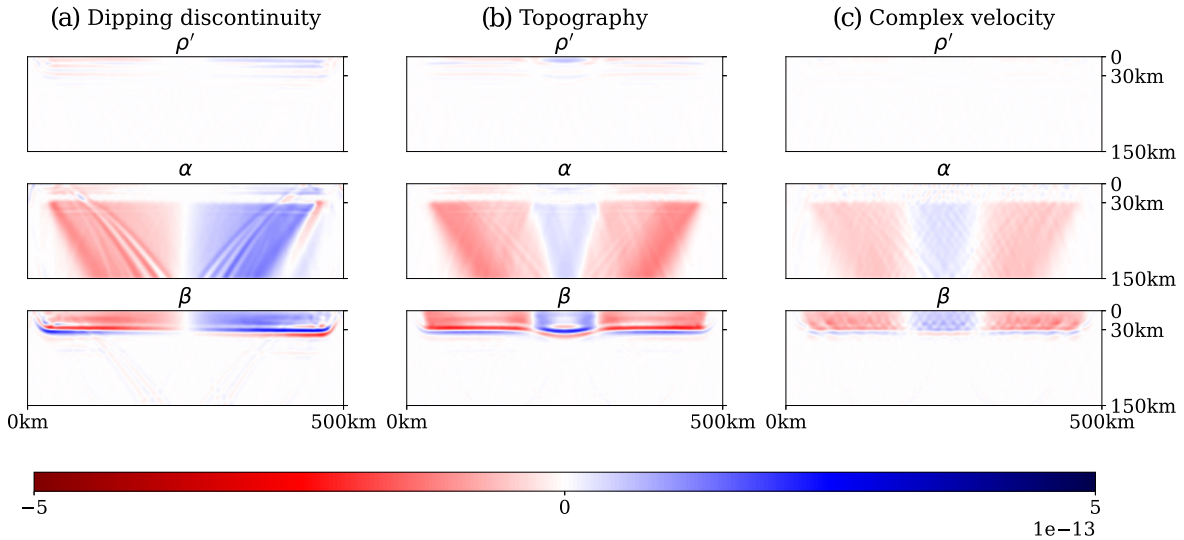 (a) Dipping discontinuity
(b) Topography
(c) Complex velocity
ρ′
ρ′
ρ′
0
30km
150km
α
α
α
0
30km
150km
β
β
β
0
30km
150km
0km
500km
0km
500km
0km
500km
−5
0
5
1e−13